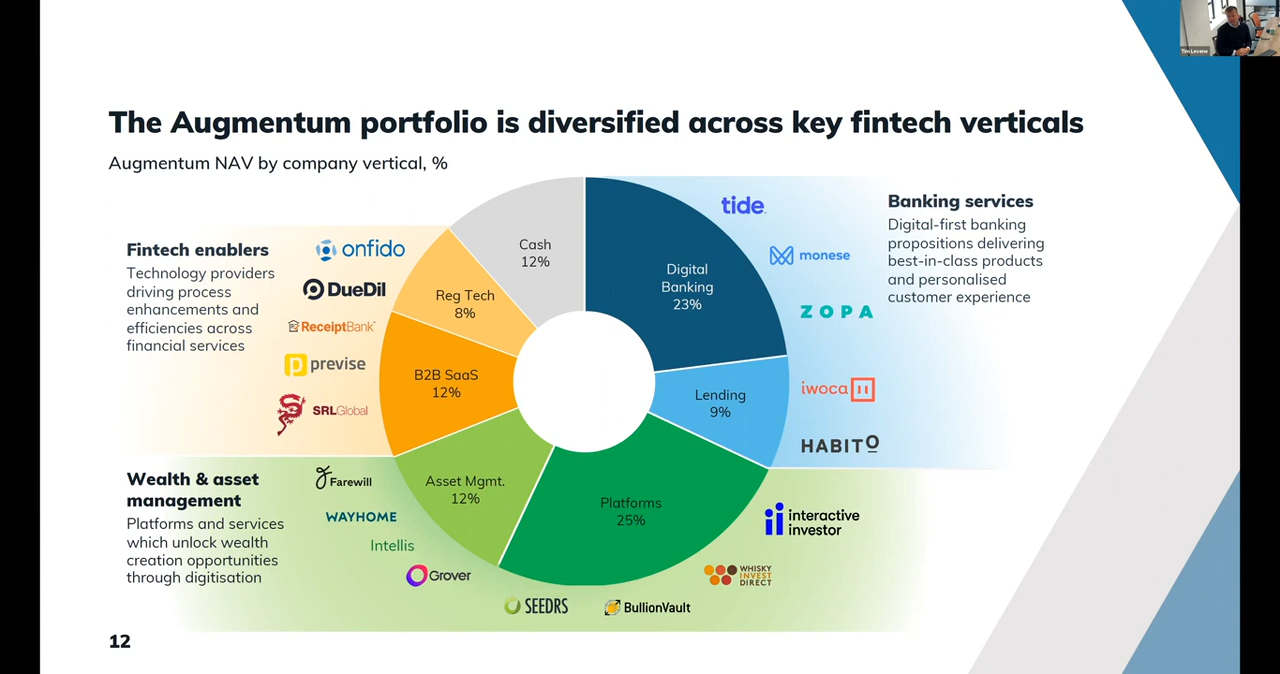 Tim Levene
The Augmentum portfolio is diversified across key fintech verticals
Augmentum NAV by company vertical, %
Banking services
Digital-first banking
propositions delivering
best-in-class products
and personalised
customer experience
tide
monese
ZOPA
iwoca
HABITO
Fintech enablers
Technology providers
driving process
enhancements and
efficiencies across
financial services
onfido
DueDil
ReceiptBank
previse
SRLGlobal
Cash
12%
Digital
Banking
23%
Reg Tech
8%
B2B SaaS
12%
Lending
9%
Asset Mgmt.
12%
Platforms
25%
Wealth & asset
management
Platforms and services
which unlock wealth
creation opportunities
through digitisation
Farewill
WAYHOME
Intellis
Grover
SEEDRS
BullionVault
WHISKY
INVEST
DIRECT
interactive
investor
12